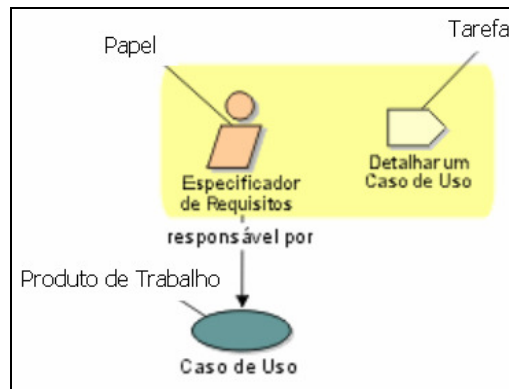 Papel
Tarefa
Especificador
de Requisitos
Detalhar um
Caso de Uso
responsável por
Produto de Trabalho
Caso de Uso